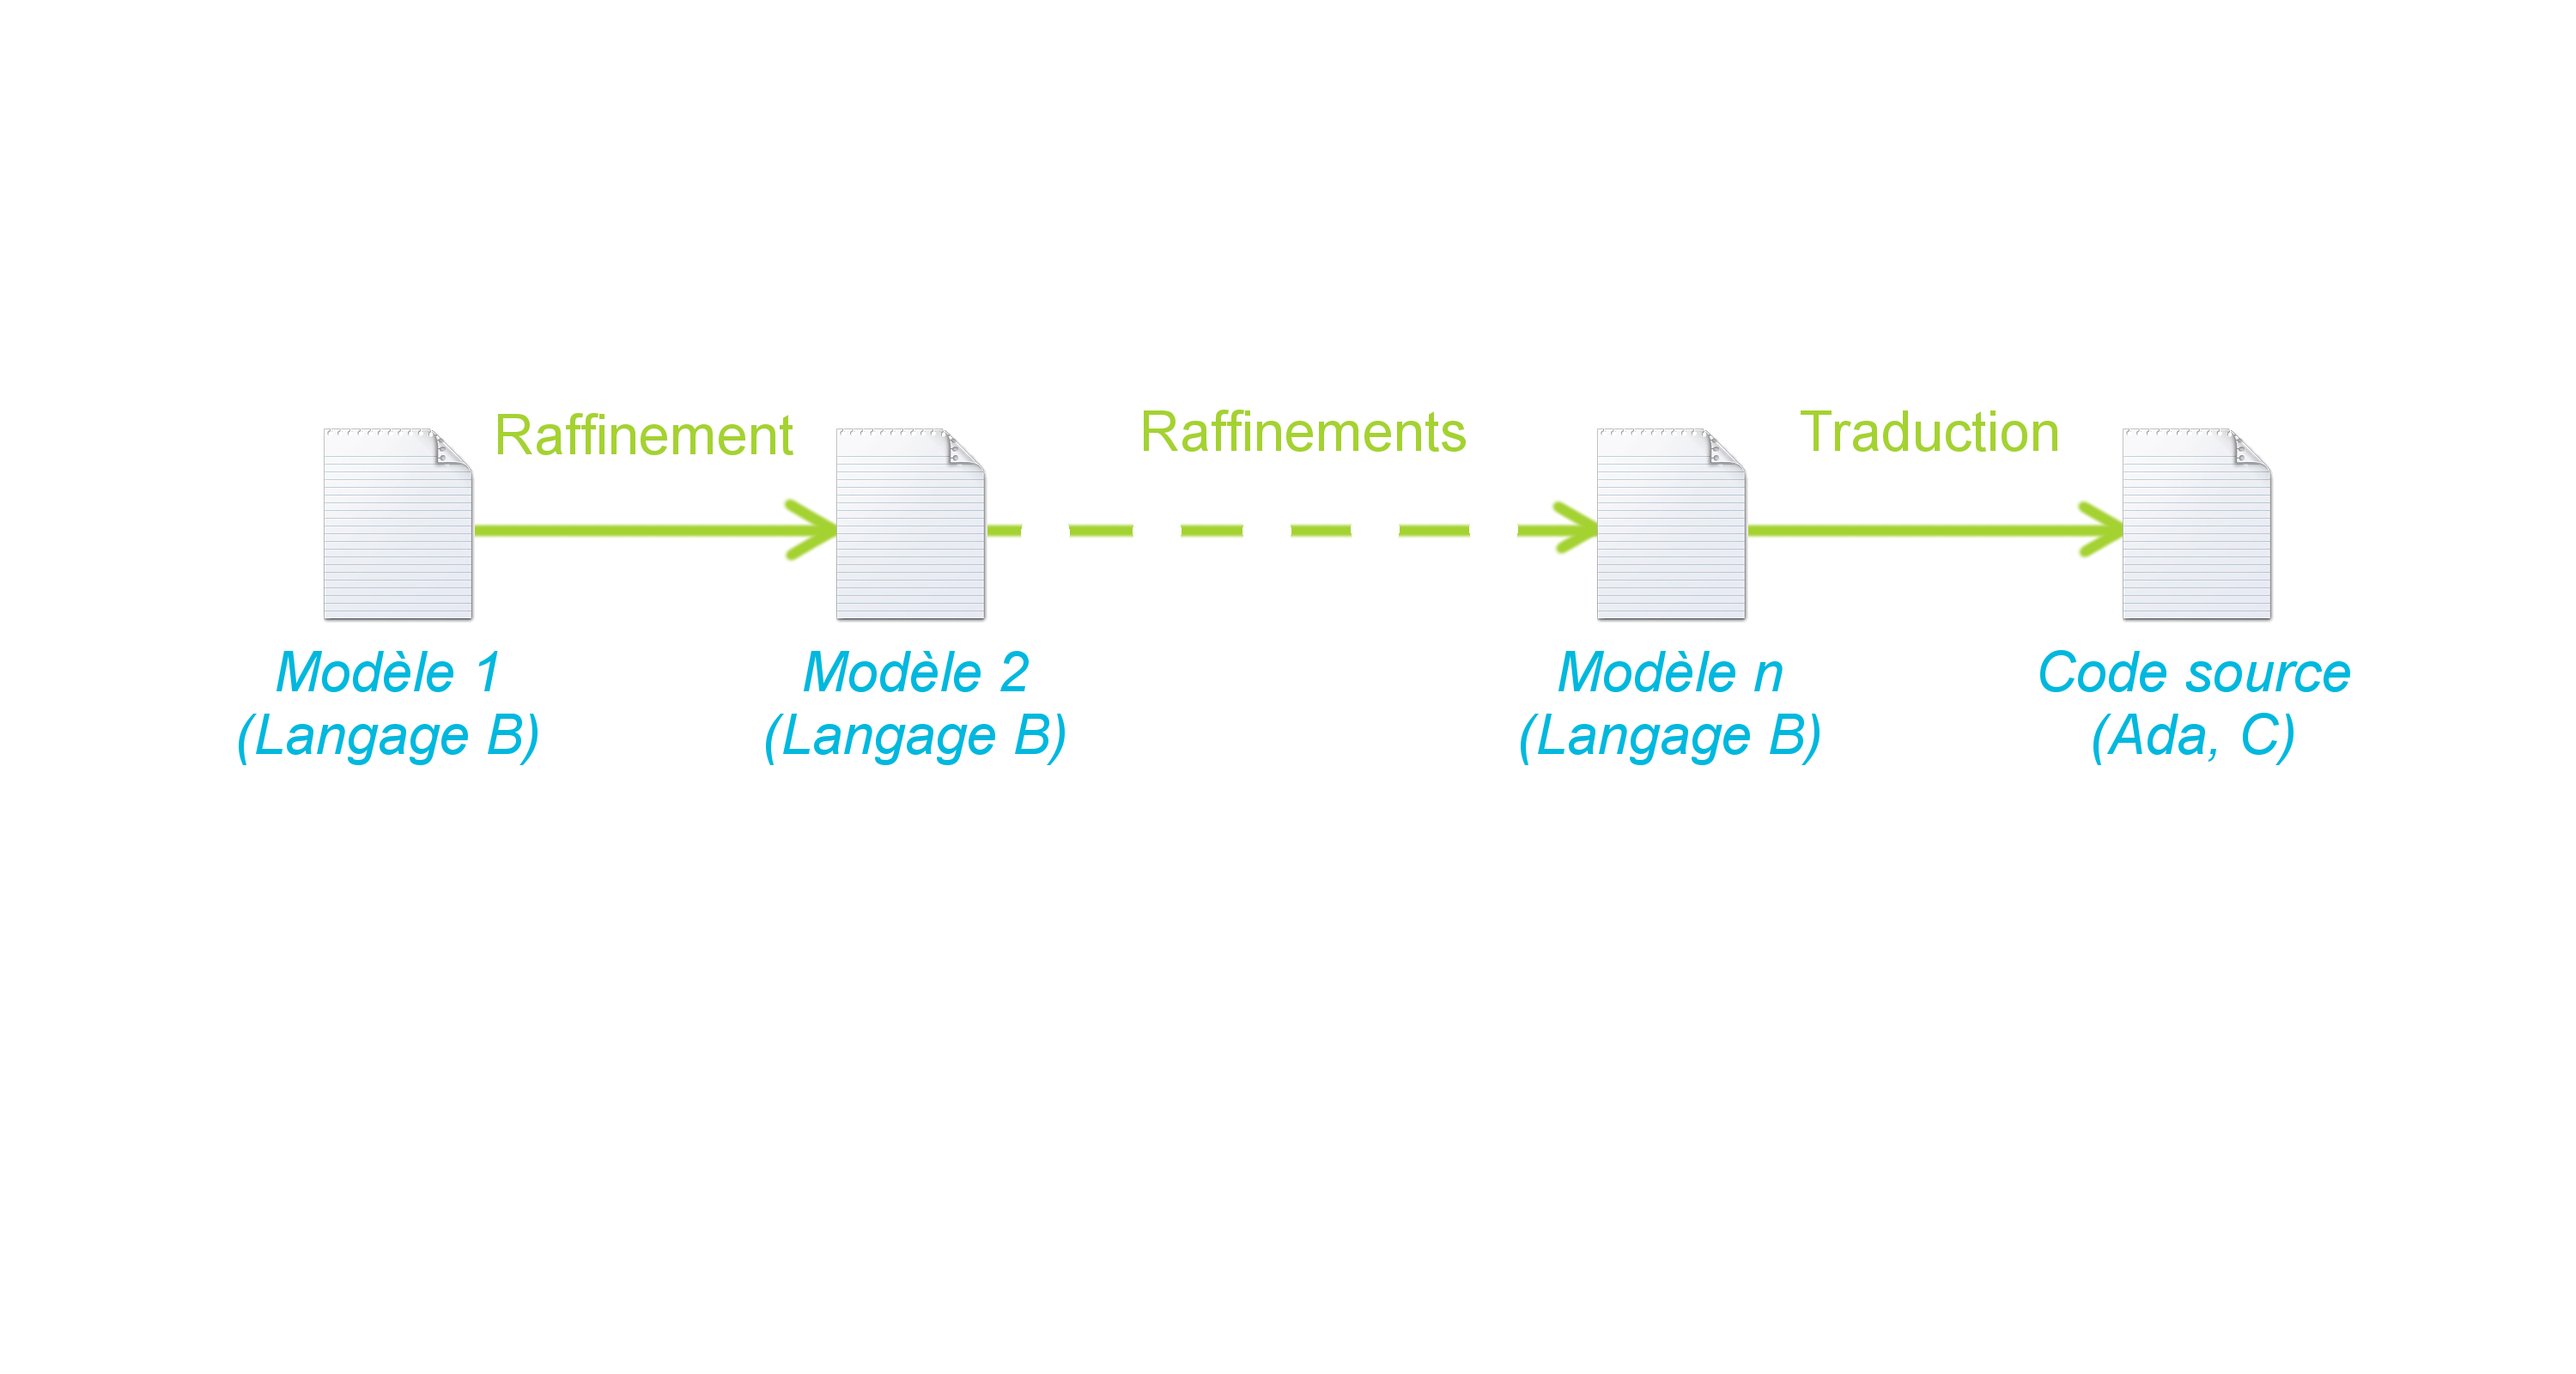 Raffinement
Raffinements
Traduction
Modèle 1
(Langage B)
Modèle 2
(Langage B)
Modèle n
(Langage B)
Code source
(Ada, C)